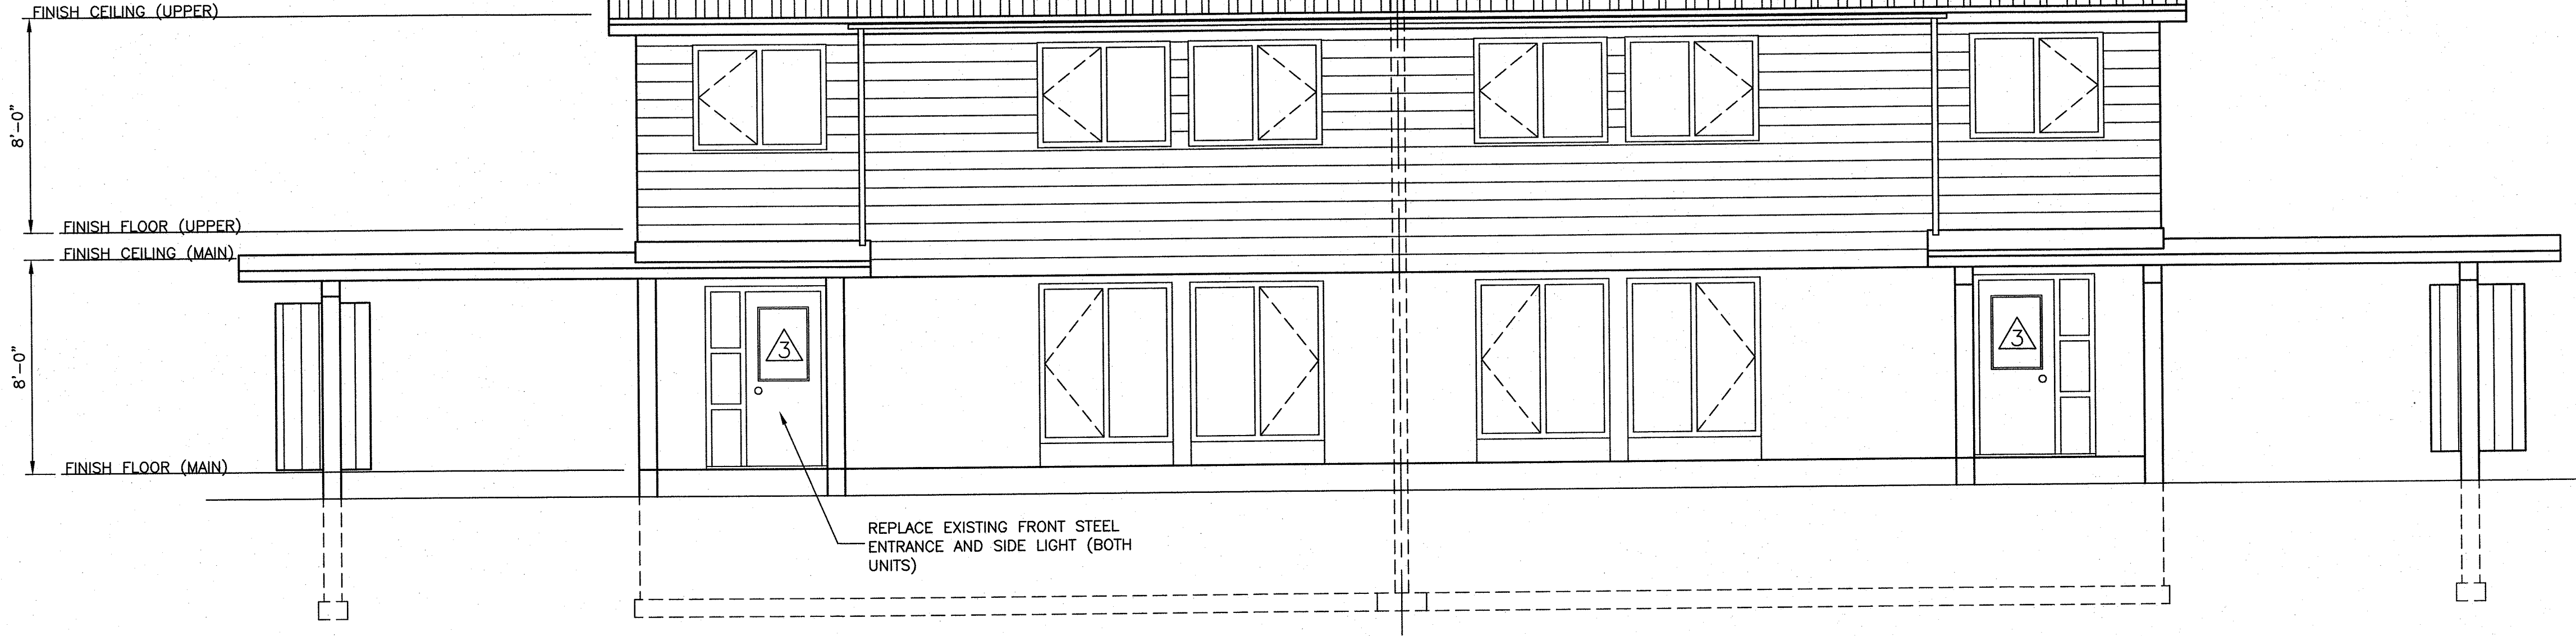 FINISH CEILING (UPPER)
8'-0"
FINISH FLOOR (UPPER)
FINISH CEILING (MAIN)
8'-0"
3
3
FINISH FLOOR (MAIN)
REPLACE EXISTING FRONT STEEL
ENTRANCE AND SIDE LIGHT (BOTH
UNITS)